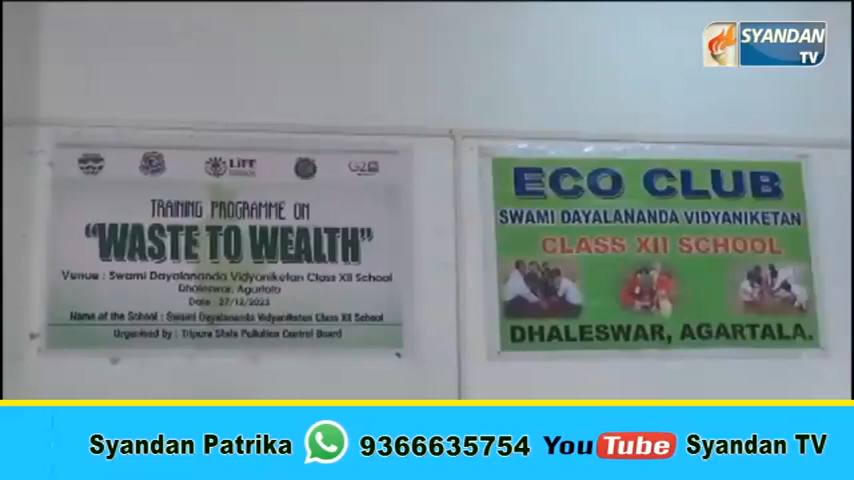 SYANDAN
TV
LiFE
G20
TRAINING PROGRAMME ON
"WASTE TO WEALTH"
Venue : Swami Dayalananda Vidyaniketan Class XII School
Dhaleswar, Agartala
Date : 27/12/2023
Name of the School : Swami Dayalananda Vidyaniketan Class XII School
Organised by : Tripura State Pollution Control Board
ECO CLUB
SWAMI DAYALANANDA VIDYANIKETAN
CLASS XII SCHOOL
DHALESWAR, AGARTALA.
Syandan Patrika 9366635754 YouTube Syandan TV